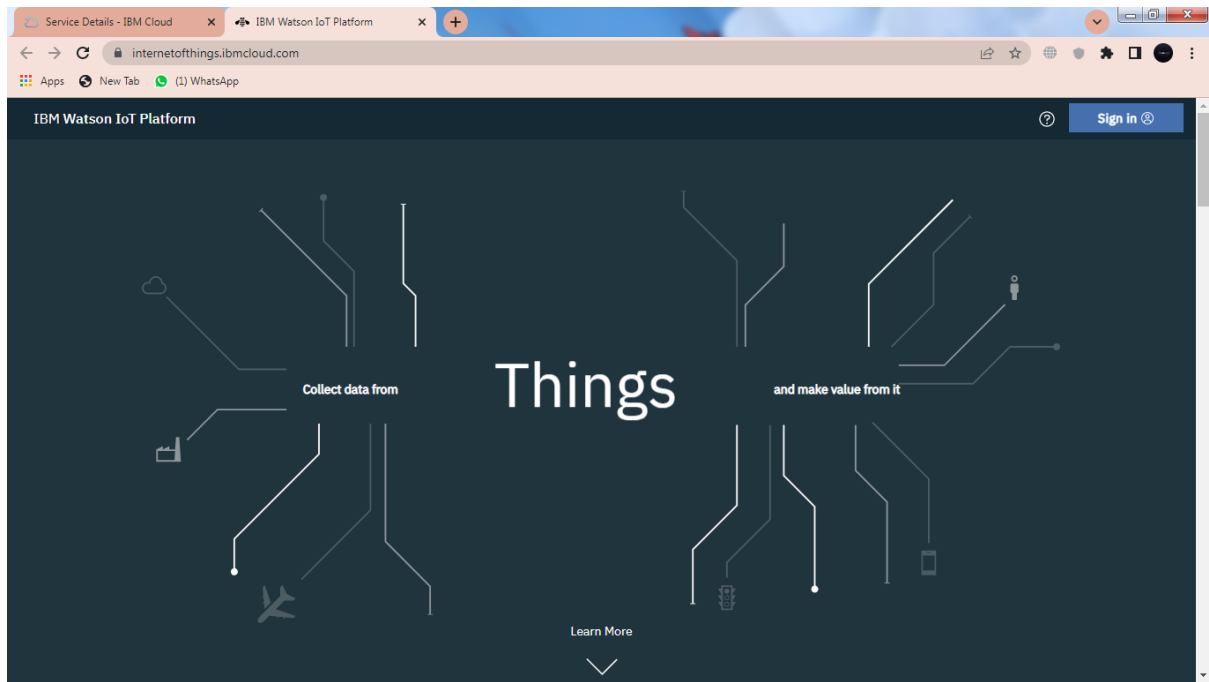 Service Details - IBM Cloud
IBM Watson IoT Platform
internetofthings.ibmcloud.com
Apps
New Tab
(1) WhatsApp
IBM Watson IoT Platform
Sign in
Collect data from
Things
and make value from it
Learn More